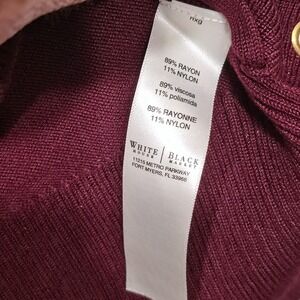 nxg
89% RAYON
11% NYLON
89% viscosa
11% poliamida
89% RAYONNE
11% NYLON
WHITE | BLACK
HOUSE | MARKET
11215 METRO PARKWAY
FORT MYERS, FL 33966